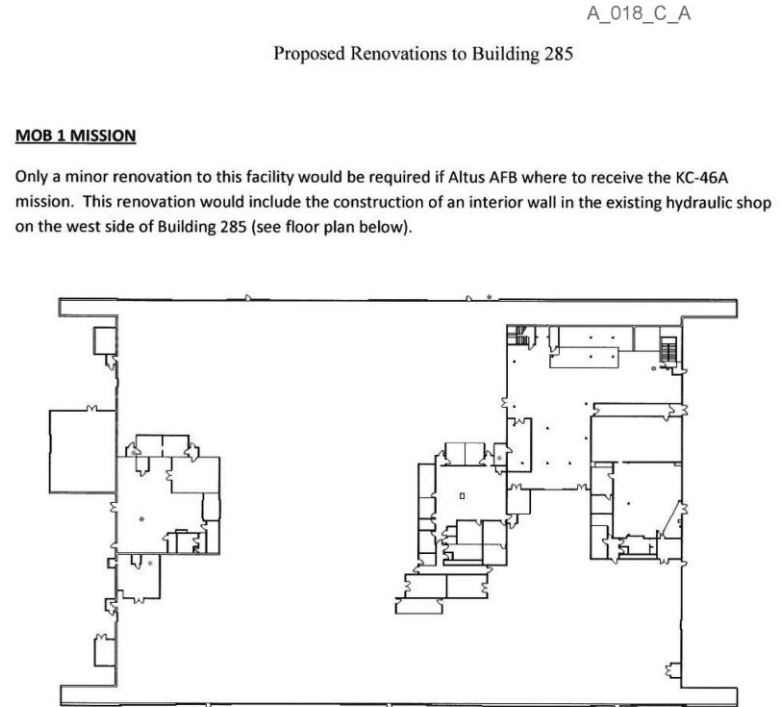 A_018_C_A
Proposed Renovations to Building 285
MOB 1 MISSION
Only a minor renovation to this facility would be required if Altus AFB where to receive the KC-46A
mission. This renovation would include the construction of an interior wall in the existing hydraulic shop
on the west side of Building 285 (see floor plan below).